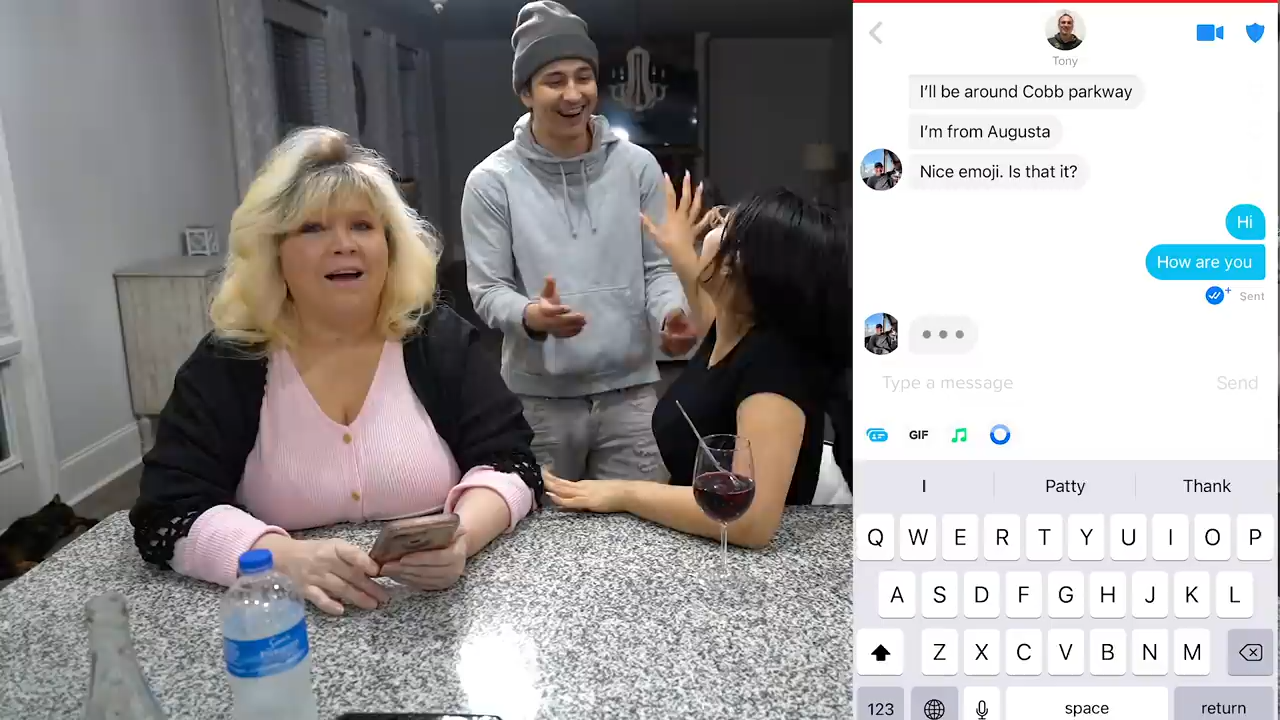 Tony
I'll be around Cobb parkway
I'm from Augusta
Nice emoji. Is that it?
Hi
How are you
Sent
Type a message
Send
GIF
I
Patty
Thank
Q W E R T Y U I O P
A S D F G H J K L
Z X C V B N M
123
space
return